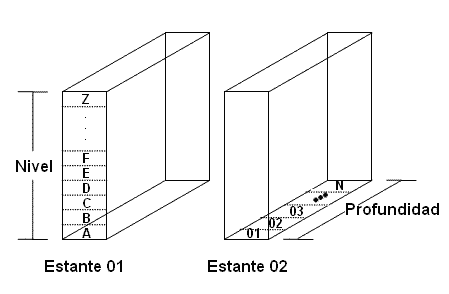 Z
.
.
.
F
E
D
C
B
A
Nivel
Estante 01
N
...
03
02
01
Profundidad
Estante 02